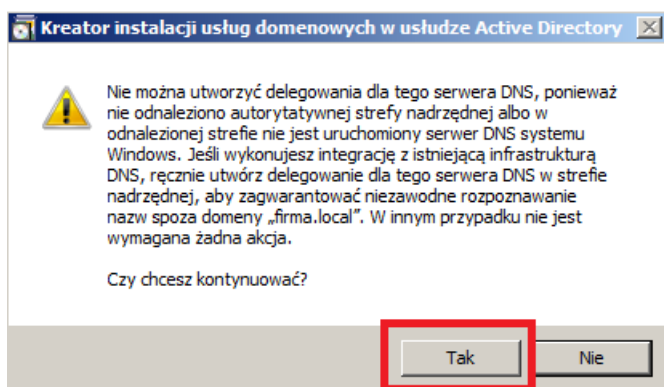 Kreator instalacji usług domenowych w usłudze Active Directory
Nie można utworzyć delegowania dla tego serwera DNS, ponieważ
nie odnaleziono autorytatywnej strefy nadrzędnej albo w
odnalezionej strefie nie jest uruchomiony serwer DNS systemu
Windows. Jeśli wykonujesz integrację z istniejącą infrastrukturą
DNS, ręcznie utwórz delegowanie dla tego serwera DNS w strefie
nadrzędnej, aby zagwarantować niezawodne rozpoznawanie
nazw spoza domeny „firma.local”. W innym przypadku nie jest
wymagana żadna akcja.
Czy chcesz kontynuować?
Tak
Nie